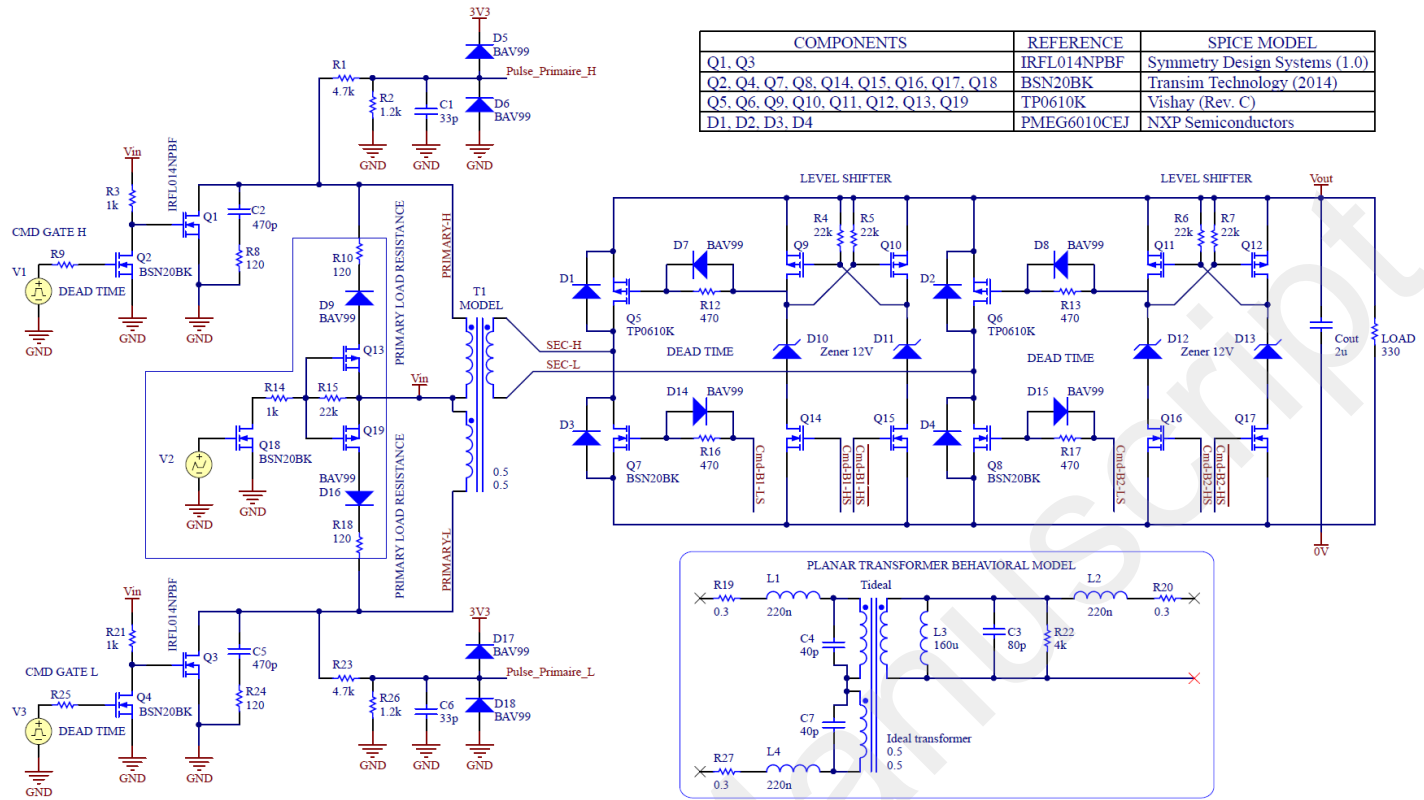 COMPONENTS REFERENCE SPICE MODEL
Q1, Q3 IRFL014NPBF Symmetry Design Systems (1.0)
Q2, Q4, Q7, Q8, Q14, Q15, Q16, Q17, Q18 BSN20BK Transim Technology (2014)
Q5, Q6, Q9, Q10, Q11, Q12, Q13, Q19 TP0610K Vishay (Rev. C)
D1, D2, D3, D4 PMEG6010CEJ NXP Semiconductors
3V3
D5
BAV99
Pulse_Primaire_H
R1
4.7k
R2
1.2k
C1
33p
D6
BAV99
GND
GND
GND
Vin
R3
1k
IRFL014NPBF
Q1
C2
470p
R8
120
CMD GATE H
R9
V1
DEAD TIME
Q2
BSN20BK
GND
GND
GND
R10
120
D9
BAV99
PRIMARY LOAD RESISTANCE
PRIMARY-H
T1
MODEL
Q13
R14
1k
R15
22k
Vin
Q19
Q18
BSN20BK
V2
GND
GND
BAV99
D16
R18
120
PRIMARY LOAD RESISTANCE
PRIMARY-L
0.5
0.5
SEC-H
SEC-L
LEVEL SHIFTER
D1
Q5
TP0610K
D7
BAV99
R12
470
DEAD TIME
Q9
R4
22k
R5
22k
Q10
D10
Zener 12V
D11
D3
Q7
BSN20BK
D14
BAV99
R16
470
Cmd-B1-LS
Q14
Cmd-B1-HS
Cmd-B1-HS
Q15
LEVEL SHIFTER
D2
Q6
TP0610K
D8
BAV99
R13
470
DEAD TIME
Q11
R6
22k
R7
22k
Q12
D12
Zener 12V
D13
D4
Q8
BSN20BK
D15
BAV99
R17
470
Cmd-B2-LS
Q16
Cmd-B2-HS
Cmd-B2-HS
Q17
Vout
Cout
2u
LOAD
330
0V
Vin
R21
1k
IRFL014NPBF
Q3
C5
470p
R24
120
CMD GATE L
R25
V3
DEAD TIME
Q4
BSN20BK
GND
GND
GND
3V3
D17
BAV99
Pulse_Primaire_L
R23
4.7k
R26
1.2k
C6
33p
D18
BAV99
GND
GND
GND
PLANAR TRANSFORMER BEHAVIORAL MODEL
R19
0.3
L1
220n
Tideal
C4
40p
L3
160u
C3
80p
R22
4k
L2
220n
R20
0.3
C7
40p
Ideal transformer
0.5
0.5
R27
0.3
L4
220n
anuscript